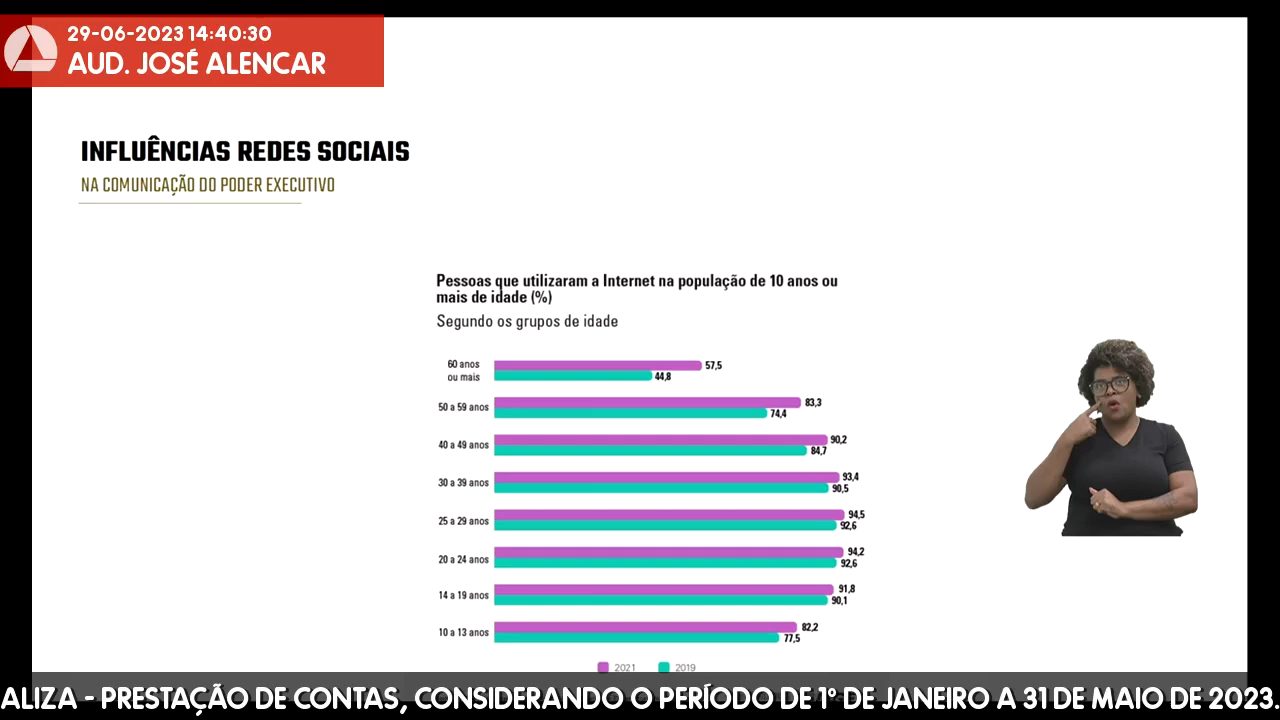 29-06-2023 14:40:30
AUD. JOSÉ ALENCAR
INFLUÊNCIAS REDES SOCIAIS
NA COMUNICAÇÃO DO PODER EXECUTIVO
Pessoas que utilizaram a Internet na população de 10 anos ou
mais de idade (%)
Segundo os grupos de idade
60 anos
ou mais
57,5
44,8
50 a 59 anos
83,3
74,4
40 a 49 anos
90,2
84,7
30 a 39 anos
93,4
90,5
25 a 29 anos
94,5
92,6
20 a 24 anos
94,2
92,6
14 a 19 anos
91,8
90,1
10 a 13 anos
82,2
77,5
2021 2019
ALIZA - PRESTAÇÃO DE CONTAS, CONSIDERANDO O PERÍODO DE 1º DE JANEIRO A 31 DE MAIO DE 2023.